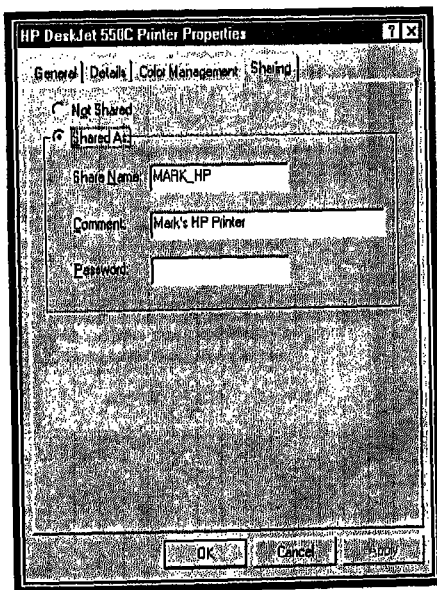 HP DeskJet 550C Printer Properties ? X
General Details Color Management Sharing
Not Shared
Shared As:
Share Name: MARK_HP
Comment: Mark's HP Printer
Password:
OK Cancel Apply